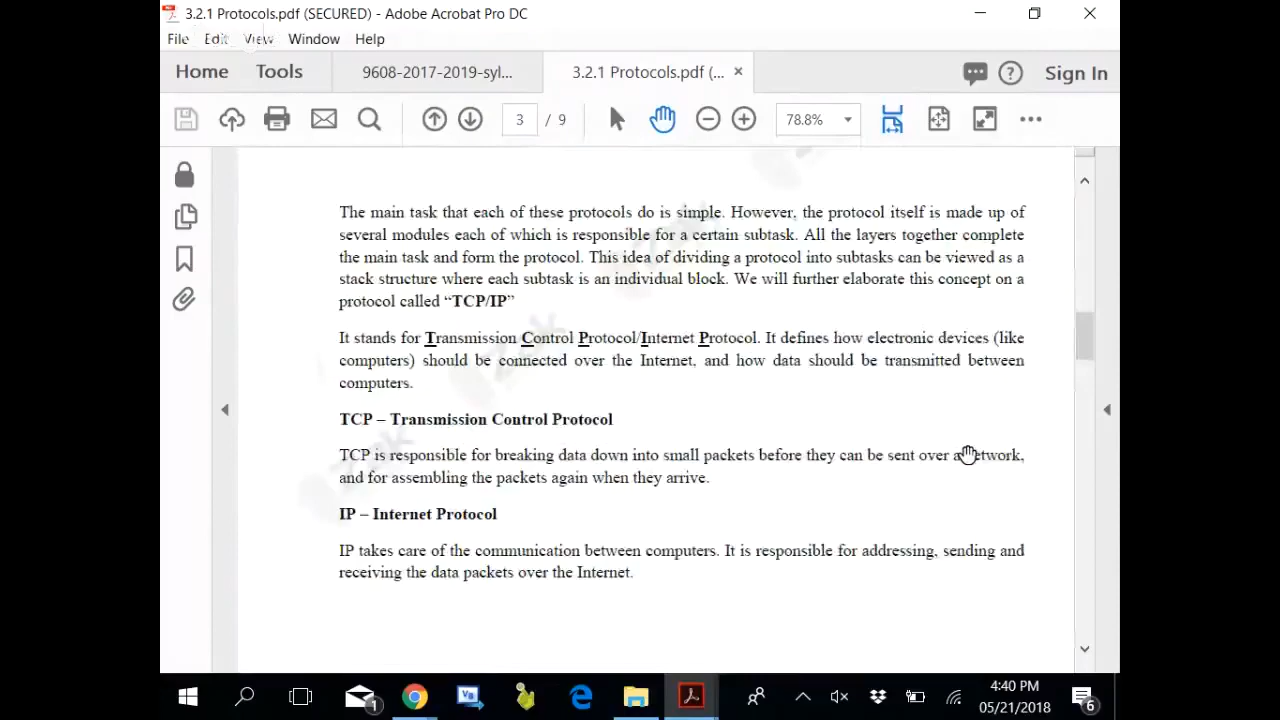 3.2.1 Protocols.pdf (SECURED) - Adobe Acrobat Pro DC
File Edit View Window Help
Home Tools 9608-2017-2019-syl... 3.2.1 Protocols.pdf (... Sign In
3 / 9 78.8%
The main task that each of these protocols do is simple. However, the protocol itself is made up of
several modules each of which is responsible for a certain subtask. All the layers together complete
the main task and form the protocol. This idea of dividing a protocol into subtasks can be viewed as a
stack structure where each subtask is an individual block. We will further elaborate this concept on a
protocol called “TCP/IP”
It stands for Transmission Control Protocol/Internet Protocol. It defines how electronic devices (like
computers) should be connected over the Internet, and how data should be transmitted between
computers.
TCP – Transmission Control Protocol
TCP is responsible for breaking data down into small packets before they can be sent over a network,
and for assembling the packets again when they arrive.
IP – Internet Protocol
IP takes care of the communication between computers. It is responsible for addressing, sending and
receiving the data packets over the Internet.
4:40 PM
05/21/2018
1
6